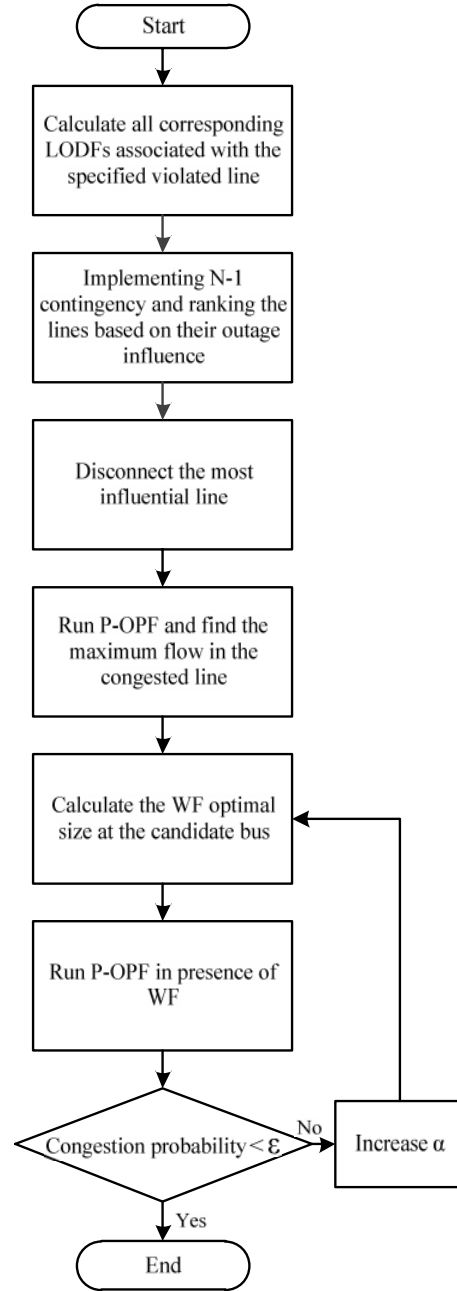 Start
Calculate all corresponding
LODFs associated with the
specified violated line
Implementing N-1
contingency and ranking the
lines based on their outage
influence
Disconnect the most
influential line
Run P-OPF and find the
maximum flow in the
congested line
Calculate the WF optimal
size at the candidate bus
Run P-OPF in presence of
WF
Congestion probability < ε
No
Increase α
Yes
End